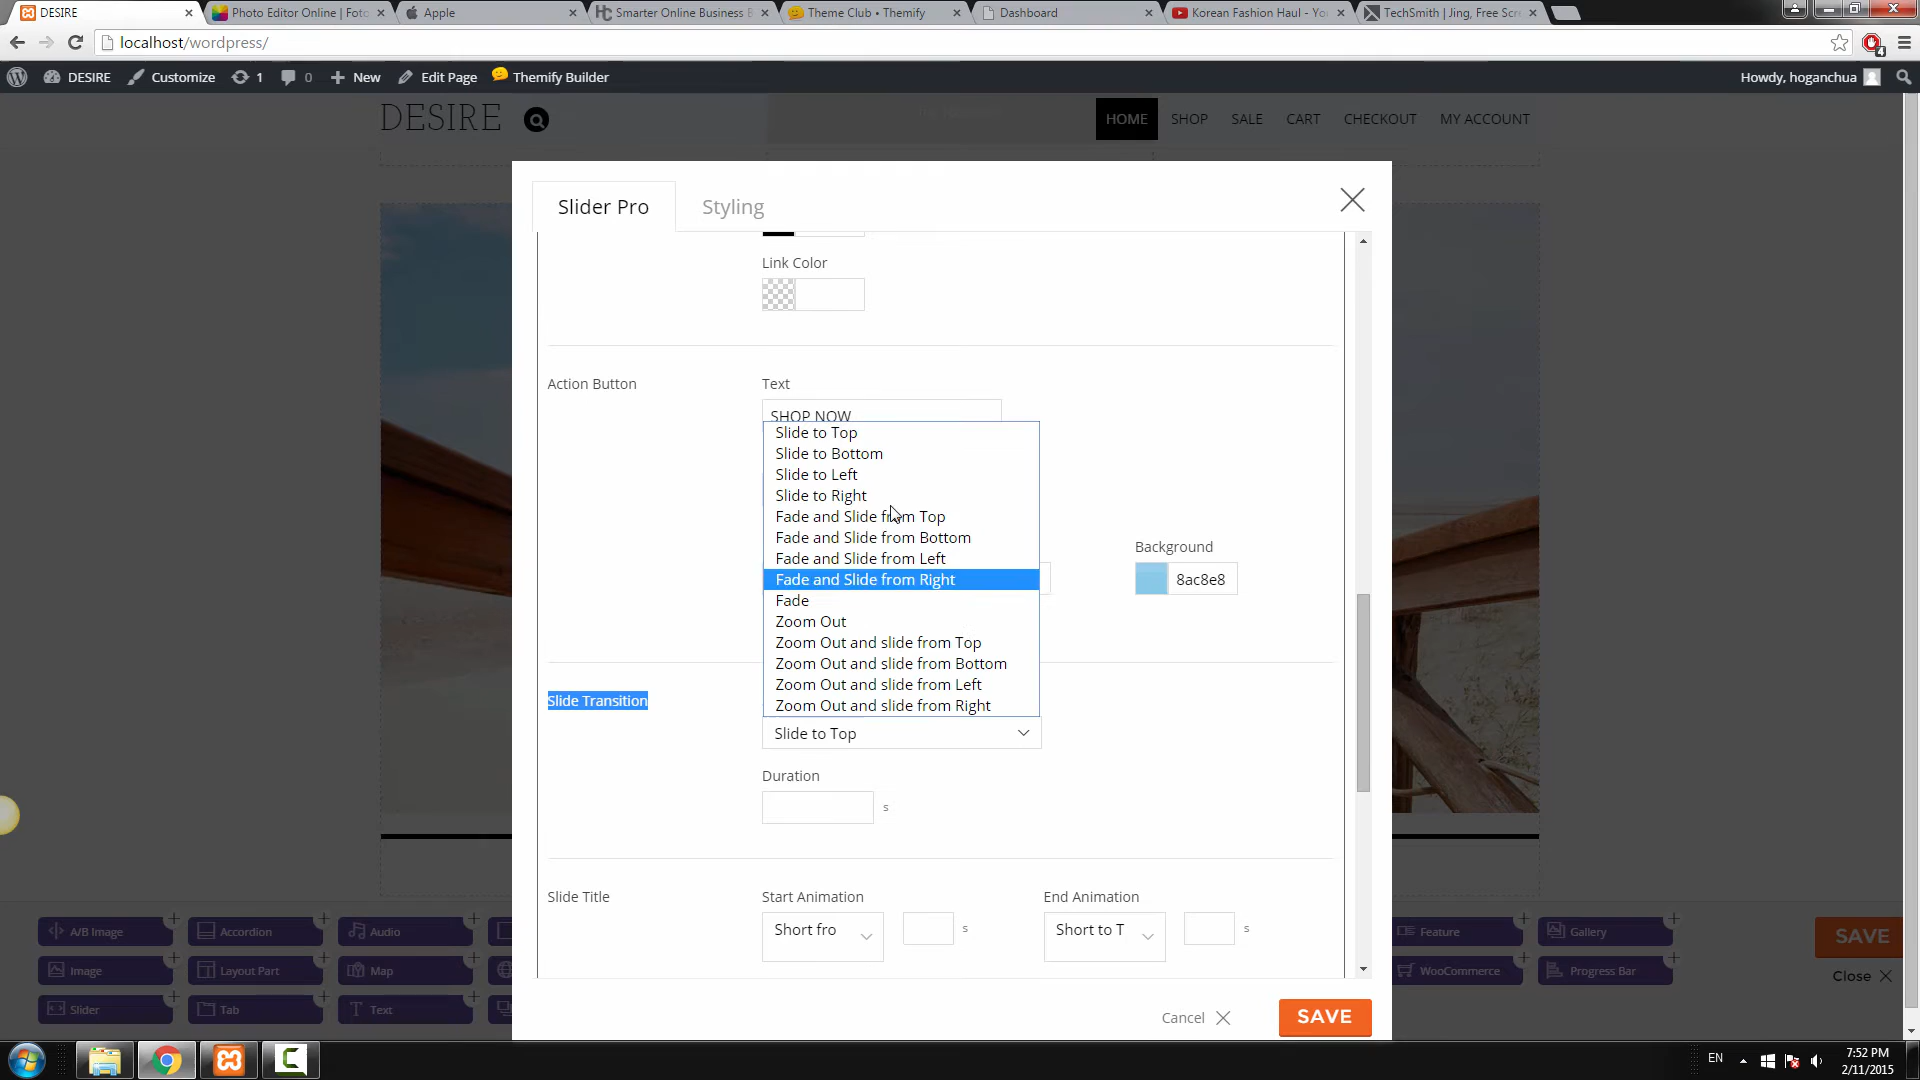 DESIRE
Photo Editor Online | Foto
Apple
Smarter Online Business B
Theme Club • Themify
Dashboard
Korean Fashion Haul - Yo
TechSmith | Jing, Free Scr
localhost/wordpress/
4
DESIRE
Customize
1
0
New
Edit Page
Themify Builder
Howdy, hoganchua
DESIRE
HOME
SHOP
SALE
CART
CHECKOUT
MY ACCOUNT
Slider Pro
Styling
Link Color
Action Button
Text
SHOP NOW
Slide to Top
Slide to Bottom
Slide to Left
Slide to Right
Fade and Slide from Top
Fade and Slide from Bottom
Fade and Slide from Left
Fade and Slide from Right
Fade
Zoom Out
Zoom Out and slide from Top
Zoom Out and slide from Bottom
Zoom Out and slide from Left
Zoom Out and slide from Right
Background
8ac8e8
Slide Transition
Slide to Top
Duration
s
Slide Title
Start Animation
End Animation
Short fro
s
Short to T
s
A/B Image
Accordion
Audio
Feature
Gallery
SAVE
Image
Layout Part
Map
WooCommerce
Progress Bar
Close
Slider
Tab
Text
Cancel
SAVE
EN
7:52 PM
2/11/2015